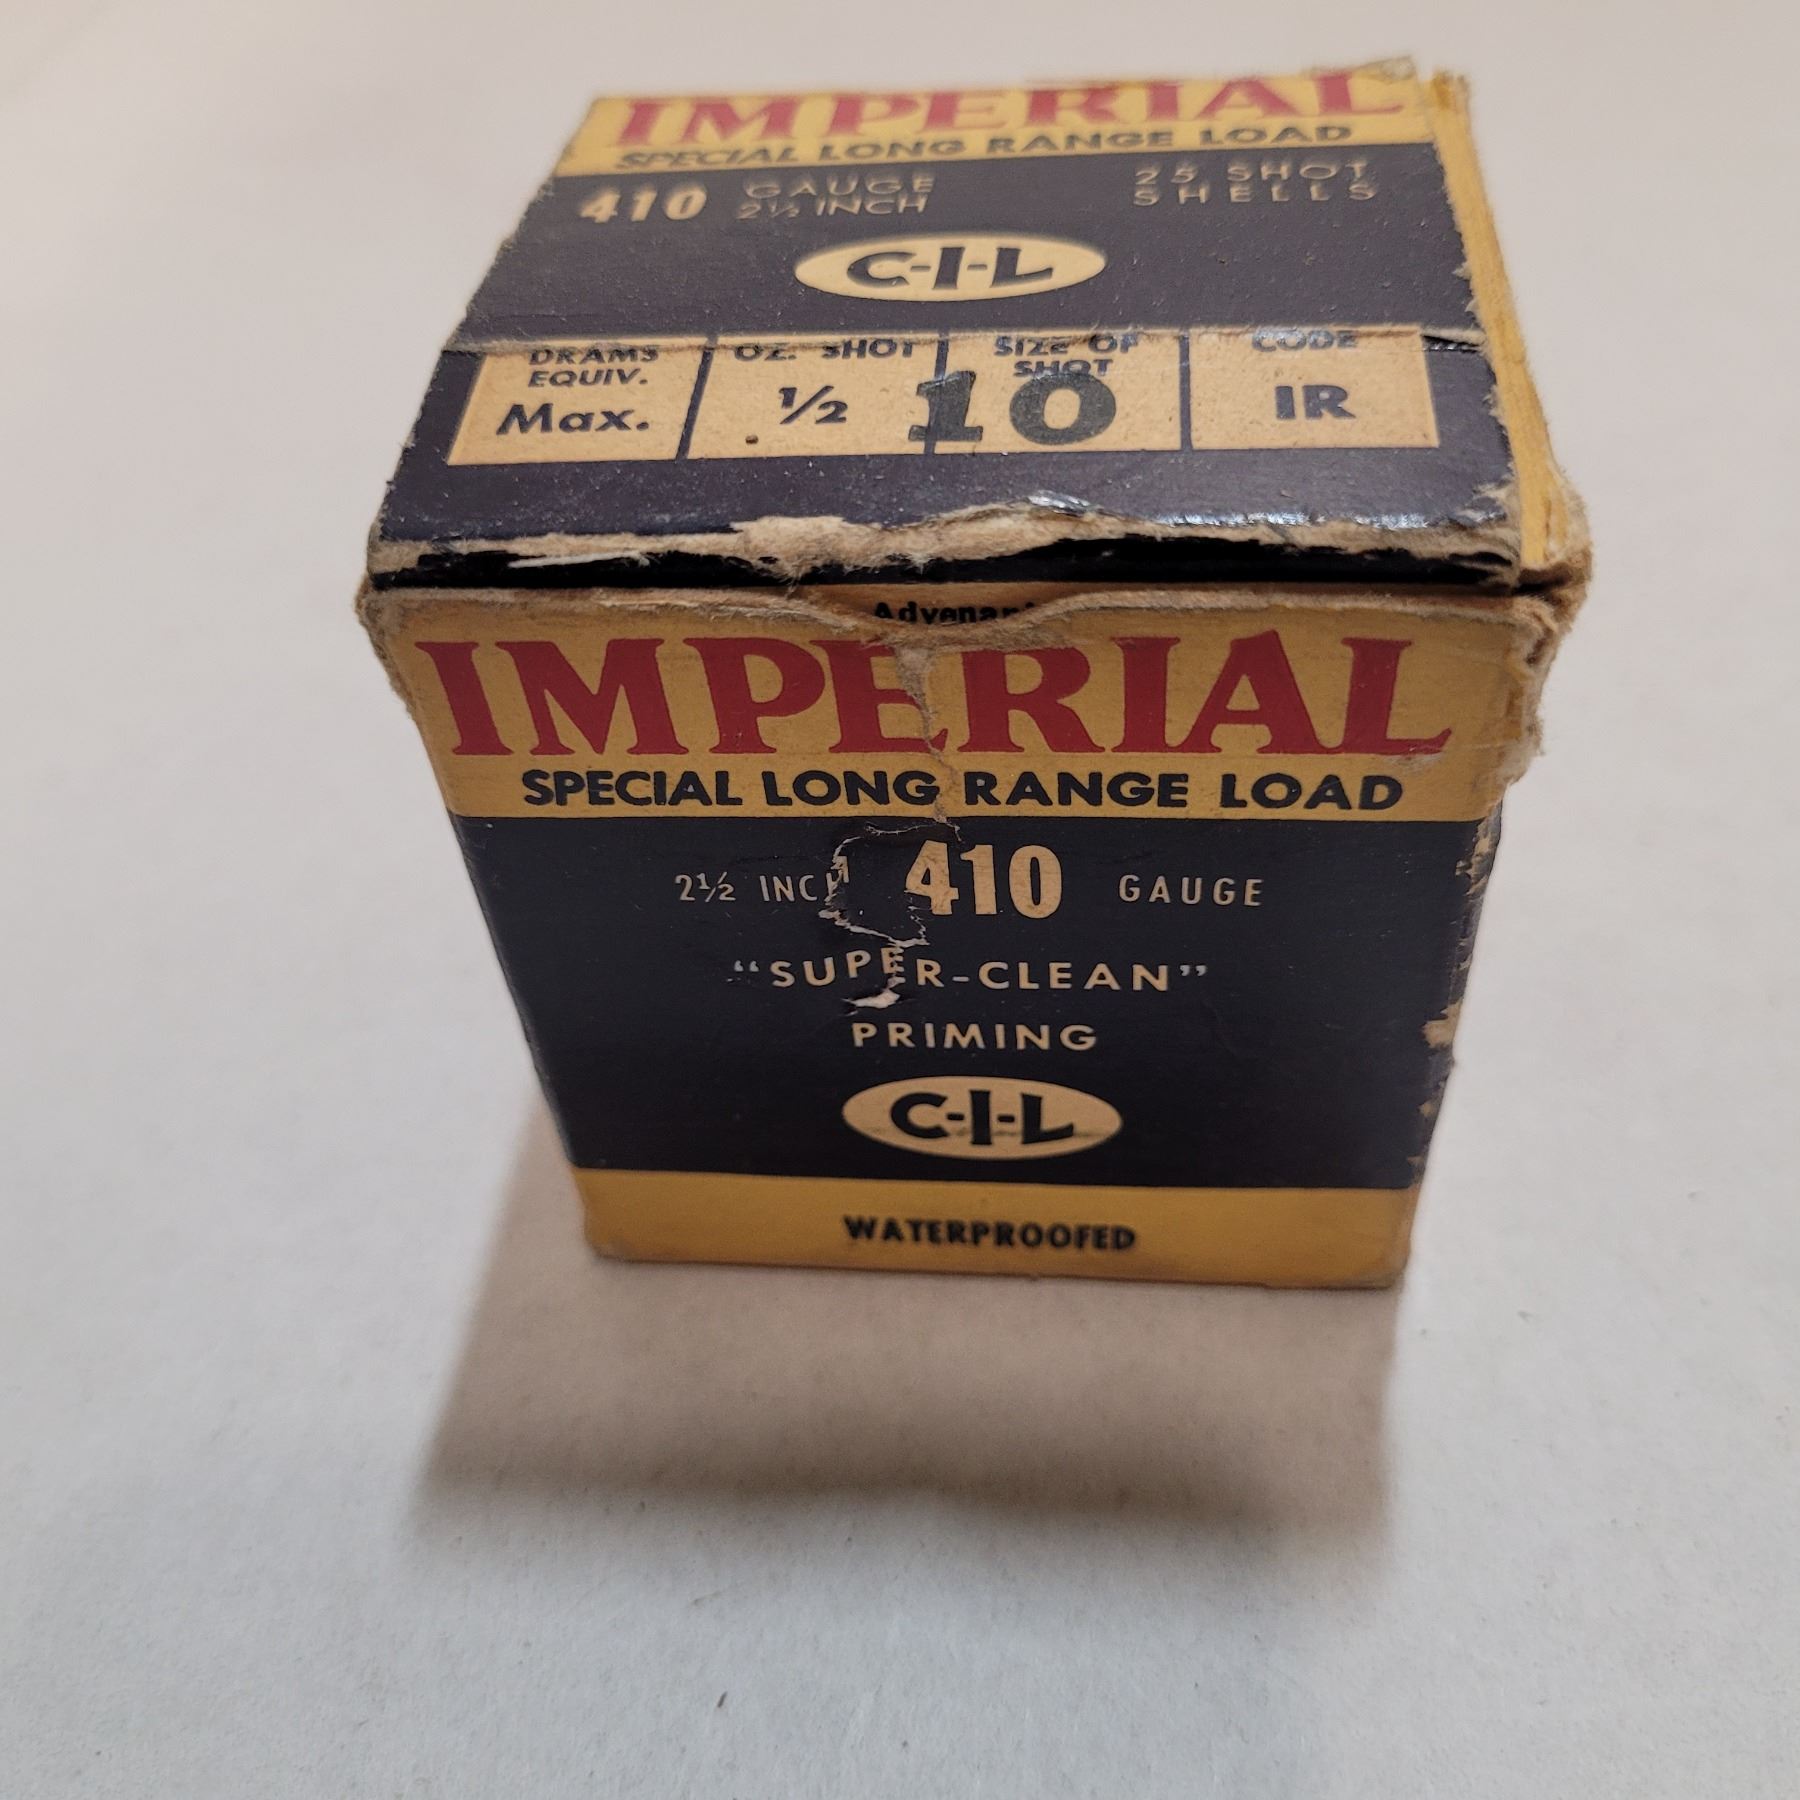 IMPERIAL
SPECIAL LONG RANGE LOAD
410 GAUGE 2½ INCH
25 SHOT SHELLS
C-I-L
DRAMS EQUIV. Max.
OZ. SHOT ½
SIZE OF SHOT 10
CODE IR
IMPERIAL
SPECIAL LONG RANGE LOAD
2½ INCH 410 GAUGE
“SUPER-CLEAN”
PRIMING
C-I-L
WATERPROOFED